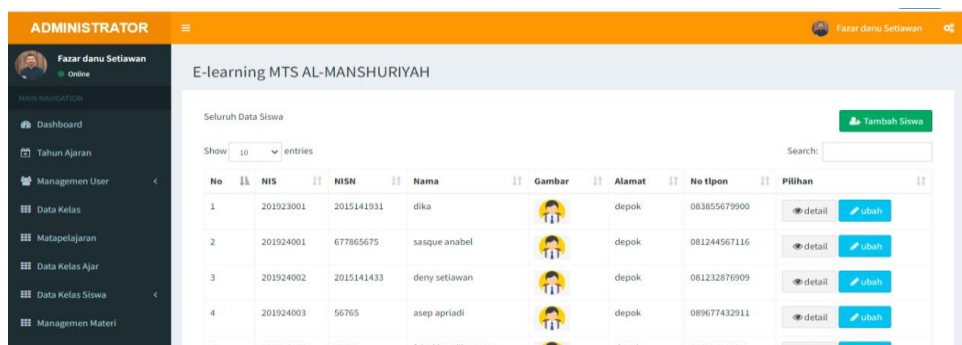 ADMINISTRATOR
Fazar danu Setiawan
Fazar danu Setiawan
Online
E-learning MTS AL-MANSHURIYAH
MAIN NAVIGATION
Dashboard
Tahun Ajaran
Managemen User
Data Kelas
Matapelajaran
Data Kelas Ajar
Data Kelas Siswa
Managemen Materi
Seluruh Data Siswa
Tambah Siswa
Show 10 entries
Search:
No NIS NISN Nama Gambar Alamat No tlpon Pilihan
1 201923001 2015141931 dika depok 083855679900 detail ubah
2 201924001 677865675 sasque anabel depok 081244567116 detail ubah
3 201924002 2015141433 deny setiawan depok 081232876909 detail ubah
4 201924003 56765 asep apriadi depok 089677432911 detail ubah